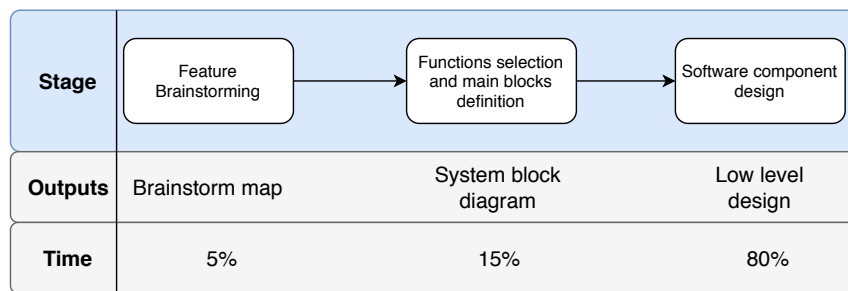 Stage
Feature
Brainstorming
Functions selection
and main blocks
definition
Software component
design
Outputs
Brainstorm map
System block
diagram
Low level
design
Time
5%
15%
80%